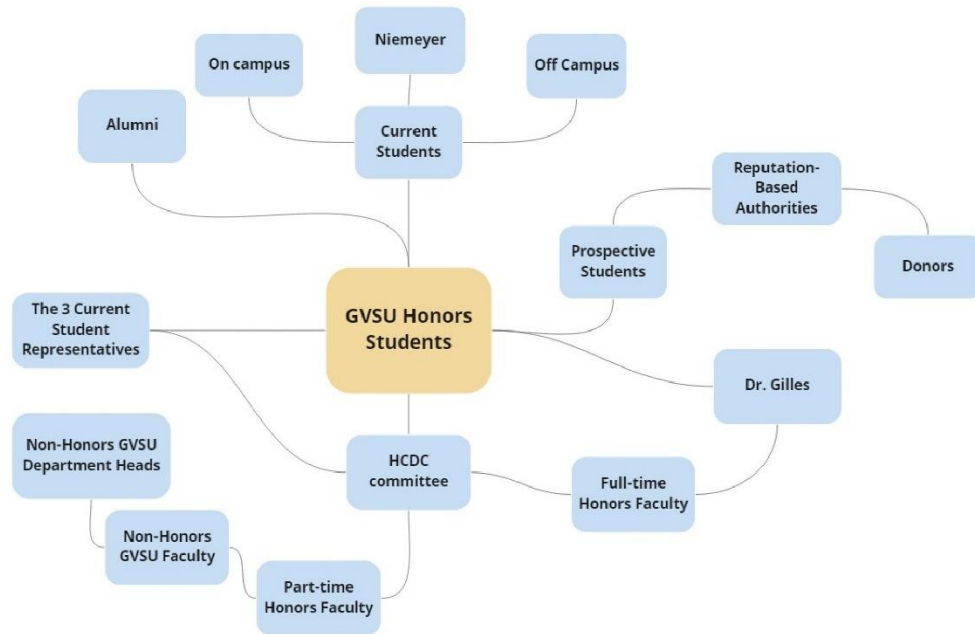 Niemeyer
On campus
Off Campus
Alumni
Current
Students
Reputation-
Based
Authorities
Prospective
Students
Donors
GVSU Honors
Students
The 3 Current
Student
Representatives
Dr. Gilles
Non-Honors GVSU
Department Heads
HCDC
committee
Full-time
Honors Faculty
Non-Honors
GVSU Faculty
Part-time
Honors Faculty